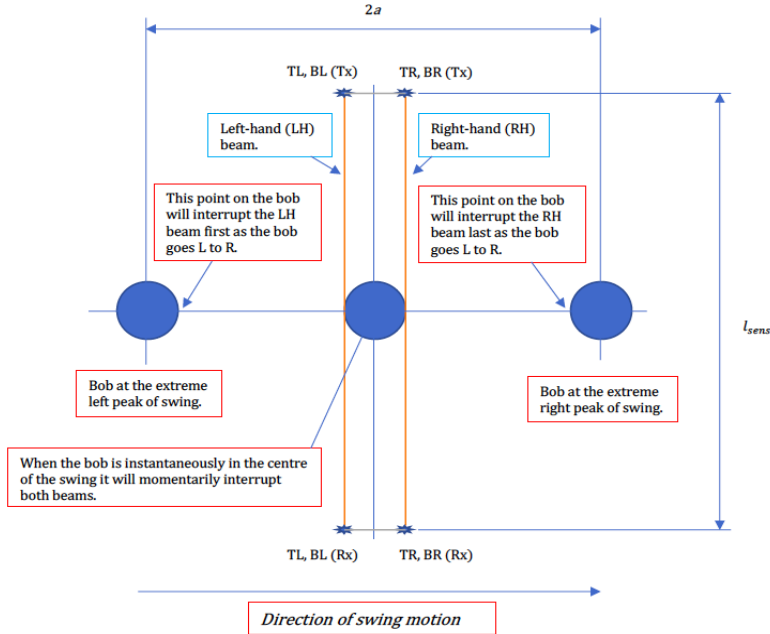 2a
TL, BL (Tx)
TR, BR (Tx)
Left-hand (LH)
beam.
Right-hand (RH)
beam.
This point on the bob
will interrupt the LH
beam first as the bob
goes L to R.
This point on the bob
will interrupt the RH
beam last as the bob
goes L to R.
l_sens
Bob at the extreme
left peak of swing.
Bob at the extreme
right peak of swing.
When the bob is instantaneously in the centre
of the swing it will momentarily interrupt
both beams.
TL, BL (Rx)
TR, BR (Rx)
Direction of swing motion